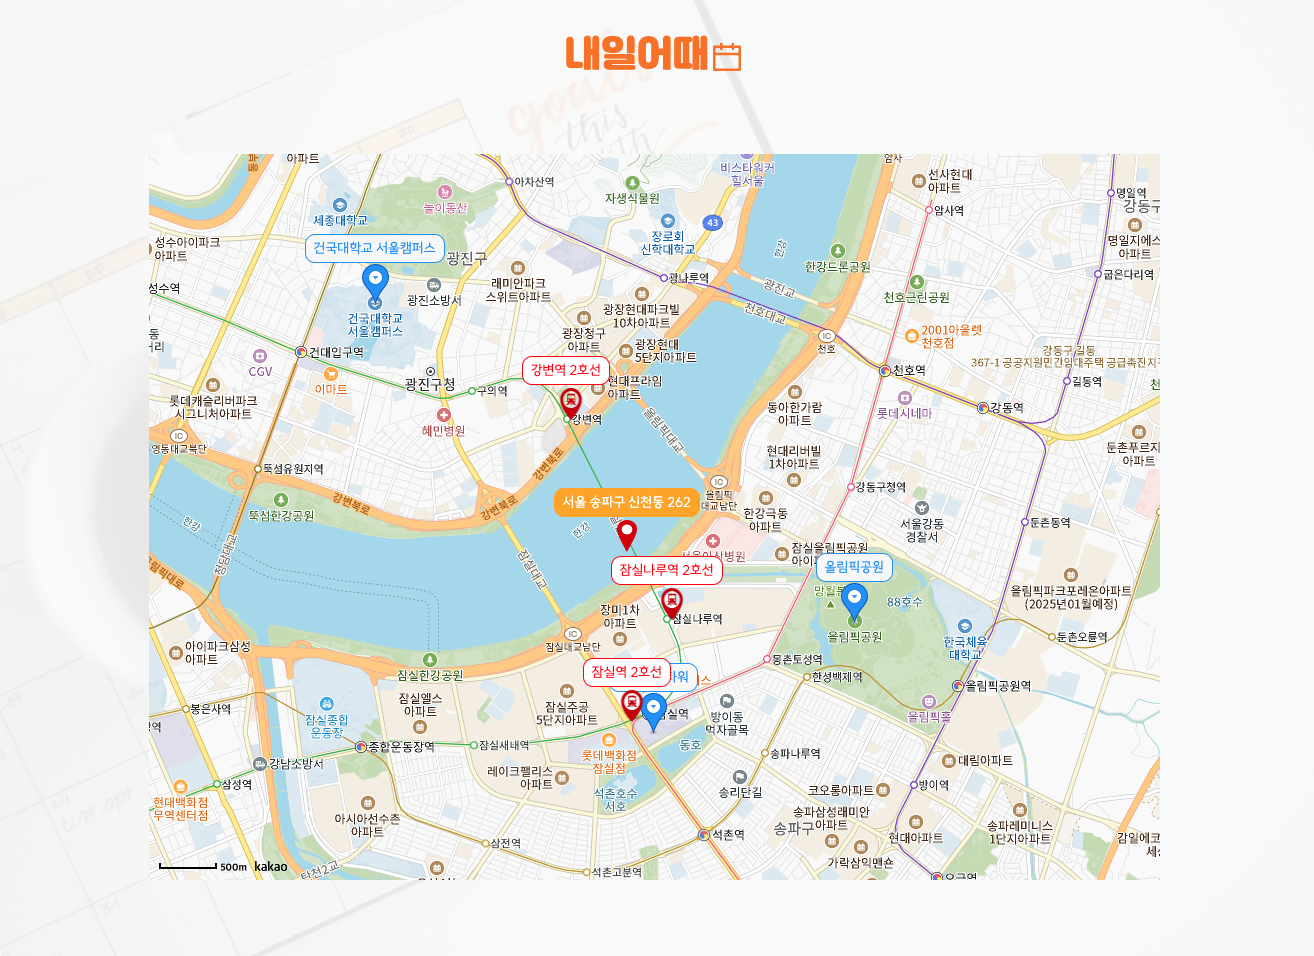 내일어때
아파트
아차산역
자생식물원
비스타워커
힐서울
암사
선사현대
아파트
명일역
강동구
놀이동산
세종대학교
장로회
신학대학교
43
암사역
한강
명일지에스
아파트
성수아이파크
아파트
건국대학교 서울캠퍼스
광진구
한강드론공원
래미안파크
스위트아파트
광나루역
굽은다리역
성수역
광진소방서
광진교
천호근린공원
건국대학교
서울캠퍼스
광장현대파크빌
10차아파트
천호대교
광장청구
아파트
2001아울렛
천호점
IC
천호
건대입구역
광장현대
5단지아파트
강동구 길동
367-1 공공지원민간임대주택 공급촉진지구
CGV
강변역 2호선
천호역
이마트
광진구청
구의역
현대프라임
아파트
길동역
롯데캐슬리버파크
시그니처아파트
동아한가람
아파트
롯데시네마
강동역
혜민병원
강변역
올림픽대교
IC
영동대교북단
강변북로
현대리버빌
1차아파트
둔촌푸르지
아파트
뚝섬유원지역
IC
올림픽
대교남단
강동구청역
강변북로
강변북로
서울 송파구 신천동 262
한강극동
아파트
뚝섬한강공원
한강
한강
서울강동
경찰서
둔촌동역
청담대교
잠실대교
서울아산병원
잠실올림픽공원
올림픽공원
잠실나루역 2호선
올림픽대로
올림픽파크포레온아파트
(2025년01월예정)
88호수
장미1차
아파트
잠실나루역
올림픽공원
한국체육
대학교
둔촌오륜역
IC
잠실대교남단
아이파크삼성
아파트
잠실한강공원
잠실역 2호선
몽촌토성역
한성백제역
올림픽공원역
봉은사역
잠실엘스
아파트
잠실주공
5단지아파트
잠실역
방이동
먹자골목
올림픽홀
잠실종합
운동장
종합운동장역
잠실새내역
롯데백화점
잠실점
동호
송파나루역
대림아파트
강남소방서
레이크팰리스
아파트
삼성역
석촌호수
서호
송리단길
코오롱아파트
방이역
현대백화점
무역센터점
아시아선수촌
아파트
송파삼성래미안
아파트
송파구
현대아파트
송파레미니스
1단지아파트
석촌역
삼전역
감일에코
가락삼익맨숀
500m
kakao
탄천2교
석촌고분역
오금역